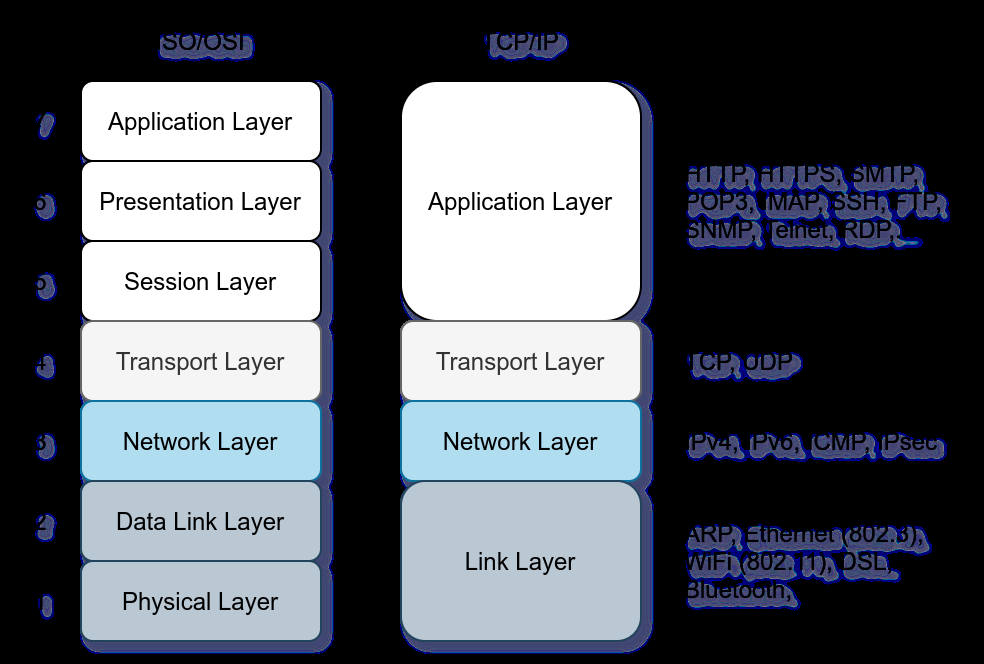 ISO/OSI
TCP/IP
7
Application Layer
6
Presentation Layer
5
Session Layer
4
Transport Layer
3
Network Layer
2
Data Link Layer
1
Physical Layer
Application Layer
Transport Layer
Network Layer
Link Layer
HTTP, HTTPS, SMTP,
POP3, IMAP, SSH, FTP,
SNMP, Telnet, RDP,
TCP, UDP
IPv4, IPv6, ICMP, IPsec
ARP, Ethernet (802.3),
WiFi (802.11), DSL,
Bluetooth,